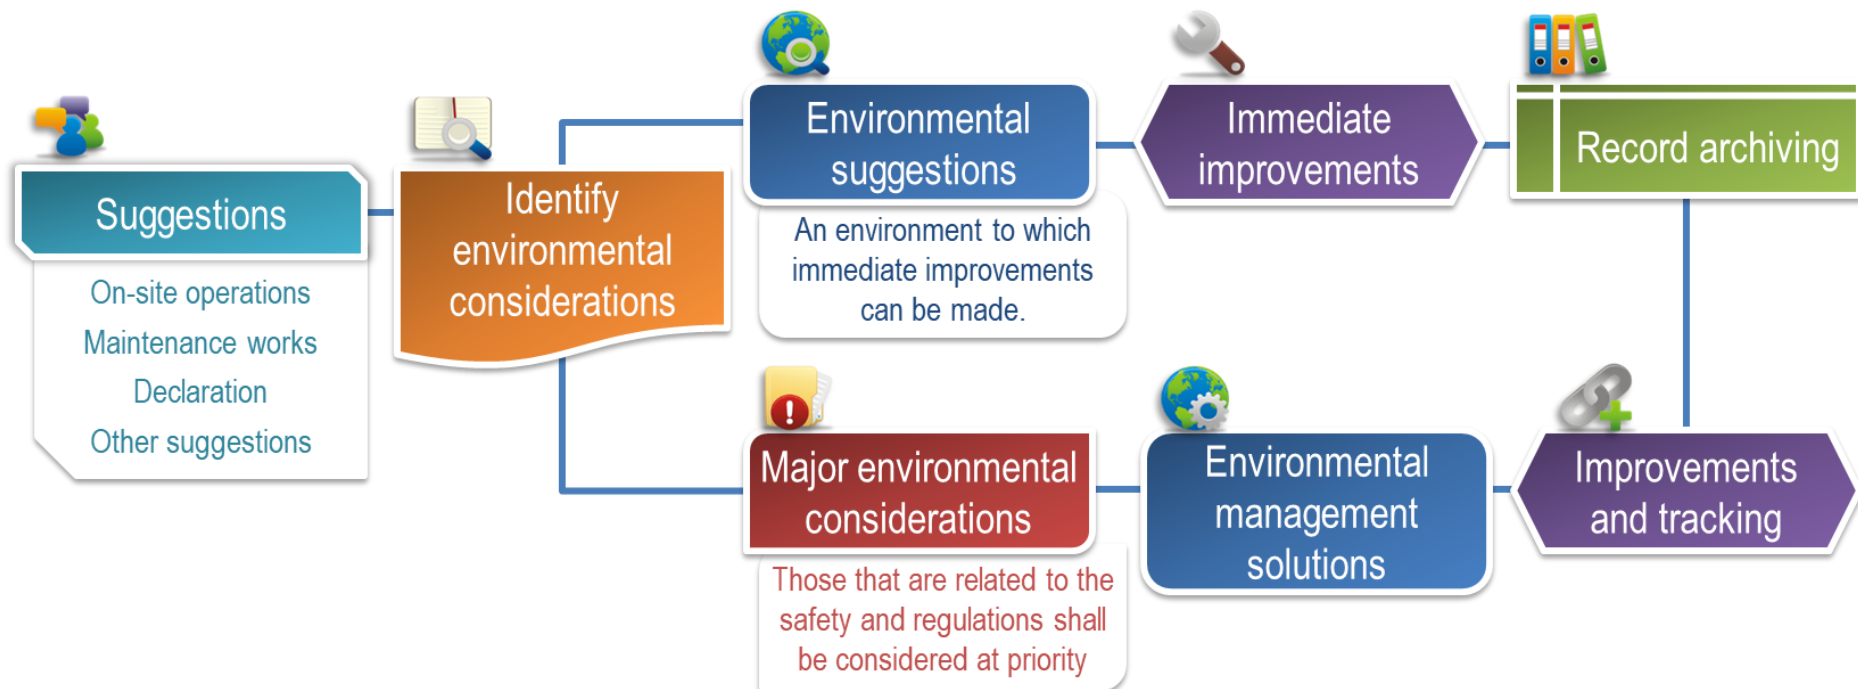 Suggestions
On-site operations
Maintenance works
Declaration
Other suggestions
Identify
environmental
considerations
Environmental
suggestions
An environment to which
immediate improvements
can be made.
Immediate
improvements
Record archiving
Major environmental
considerations
Those that are related to the
safety and regulations shall
be considered at priority
Environmental
management
solutions
Improvements
and tracking